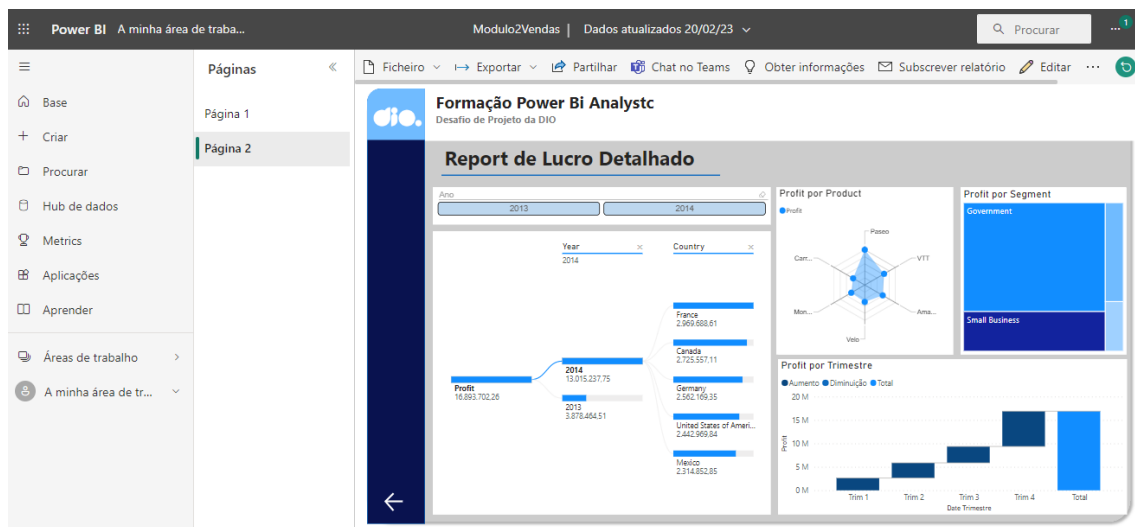 Power BI A minha área de traba...
Modulo2Vendas | Dados atualizados 20/02/23
Procurar
1
Base
Criar
Procurar
Hub de dados
Metrics
Aplicações
Aprender
Áreas de trabalho
A minha área de tr...
Páginas
Página 1
Página 2
Ficheiro
Exportar
Partilhar
Chat no Teams
Obter informações
Subscrever relatório
Editar
dio.
Formação Power Bi Analystc
Desafio de Projeto da DIO
Report de Lucro Detalhado
Ano
2013
2014
Year
2014
Country
Profit
16.893.702,26
2014
13.015.237,75
2013
3.878.464,51
France
2.969.688,61
Canada
2.725.557,11
Germany
2.562.169,35
United States of Ameri...
2.442.969,84
Mexico
2.314.852,85
Profit por Product
Profit
Paseo
VTT
Ama...
Velo
Mon...
Carr...
Profit por Segment
Government
Small Business
Profit por Trimestre
Aumento Diminuição Total
20 M
15 M
10 M
5 M
0 M
Profit
Trim 1
Trim 2
Trim 3
Trim 4
Total
Date Trimestre